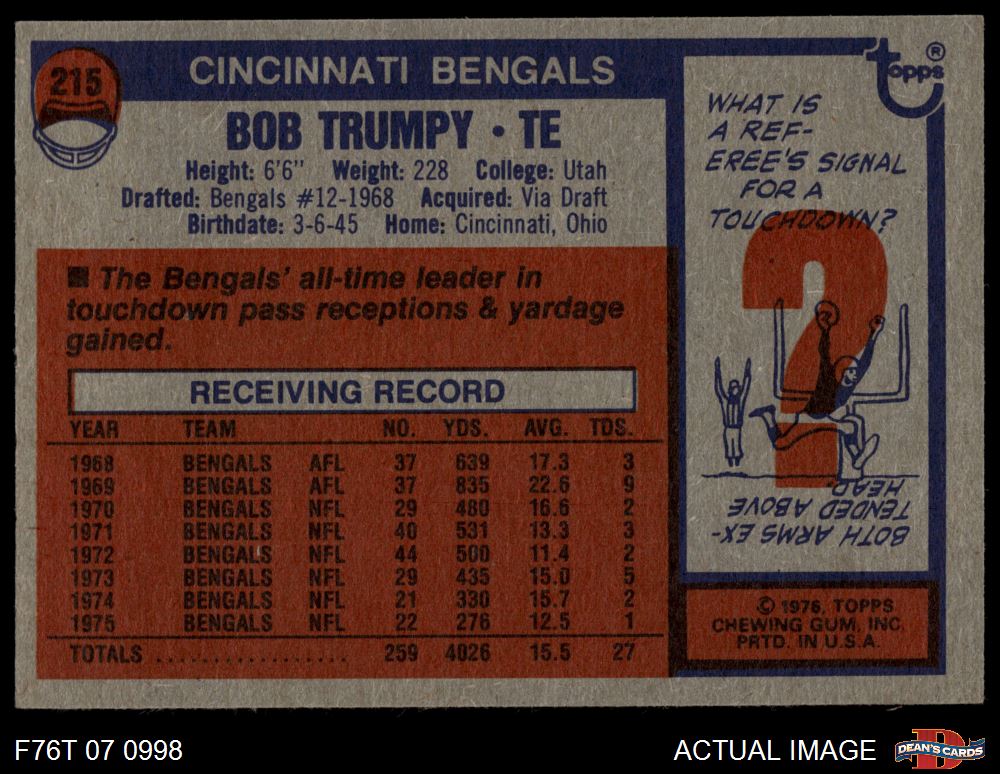 215
CINCINNATI BENGALS
BOB TRUMPY • TE
Height: 6'6" Weight: 228 College: Utah
Drafted: Bengals #12-1968 Acquired: Via Draft
Birthdate: 3-6-45 Home: Cincinnati, Ohio
■ The Bengals' all-time leader in
touchdown pass receptions & yardage
gained.
RECEIVING RECORD
YEAR TEAM NO. YDS. AVG. TDS.
1968 BENGALS AFL 37 639 17.3 3
1969 BENGALS AFL 37 835 22.6 9
1970 BENGALS NFL 29 480 16.6 2
1971 BENGALS NFL 40 531 13.3 3
1972 BENGALS NFL 44 500 11.4 2
1973 BENGALS NFL 29 435 15.0 5
1974 BENGALS NFL 21 330 15.7 2
1975 BENGALS NFL 22 276 12.5 1
TOTALS .................. 259 4026 15.5 27
topps®
WHAT IS
A REF-
EREE'S SIGNAL
FOR A
TOUCHDOWN?
?
BOTH ARMS EX-
TENDED ABOVE
HEAD
© 1976, TOPPS
CHEWING GUM, INC.
PRTD. IN U.S.A.
F76T 07 0998
ACTUAL IMAGE
D
DEAN'S CARDS